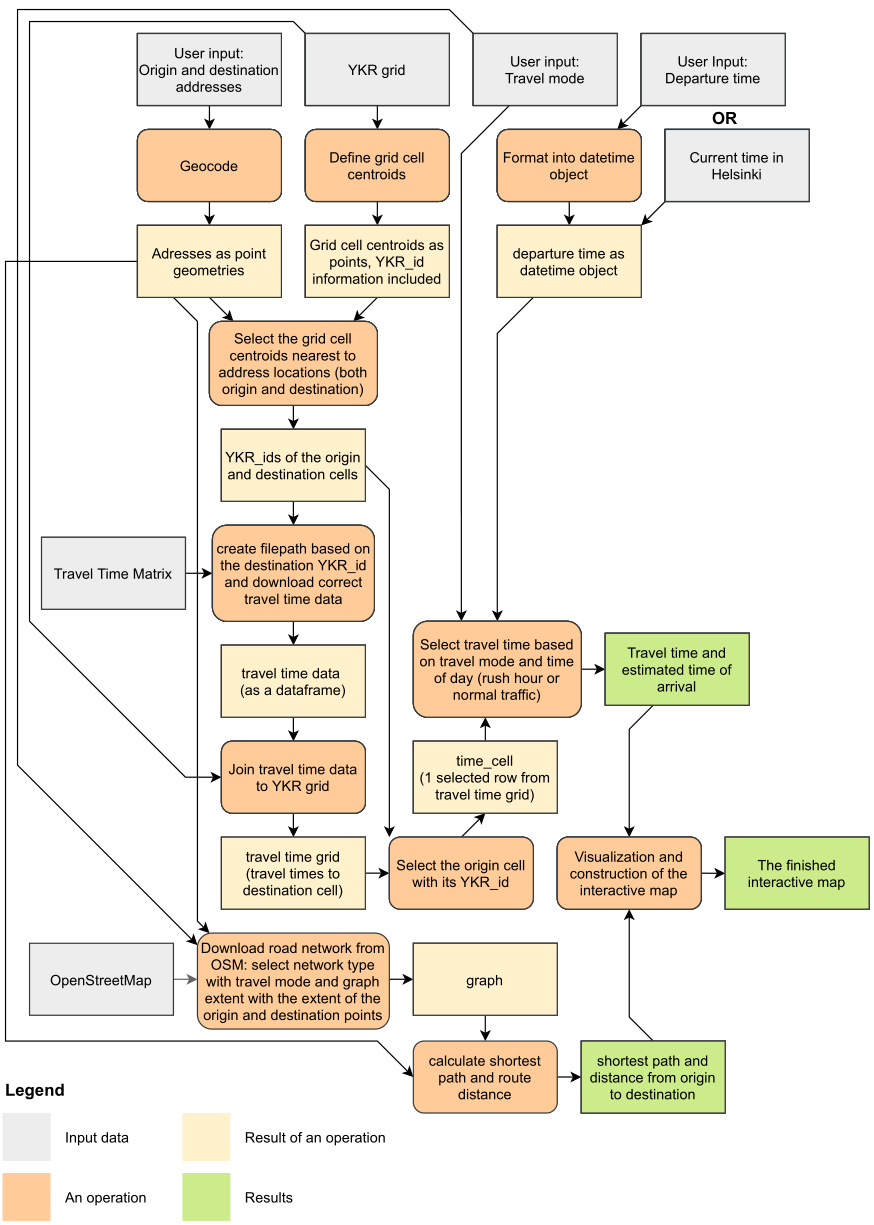 User input:
Origin and destination
addresses
YKR grid
User input:
Travel mode
User Input:
Departure time
OR
Geocode
Define grid cell
centroids
Format into datetime
object
Current time in
Helsinki
Adresses as point
geometries
Grid cell centroids as
points, YKR_id
information included
departure time as
datetime object
Select the grid cell
centroids nearest to
address locations (both
origin and destination)
YKR_ids of the origin
and destination cells
Travel Time Matrix
create filepath based on
the destination YKR_id
and download correct
travel time data
travel time data
(as a dataframe)
Select travel time based
on travel mode and time
of day (rush hour or
normal traffic)
Travel time and
estimated time of
arrival
Join travel time data
to YKR grid
time_cell
(1 selected row from
travel time grid)
travel time grid
(travel times to
destination cell)
Select the origin cell
with its YKR_id
Visualization and
construction of the
interactive map
The finished
interactive map
OpenStreetMap
Download road network from
OSM: select network type
with travel mode and graph
extent with the extent of the
origin and destination points
graph
calculate shortest
path and route
distance
shortest path and
distance from origin
to destination
Legend
Input data
Result of an operation
An operation
Results